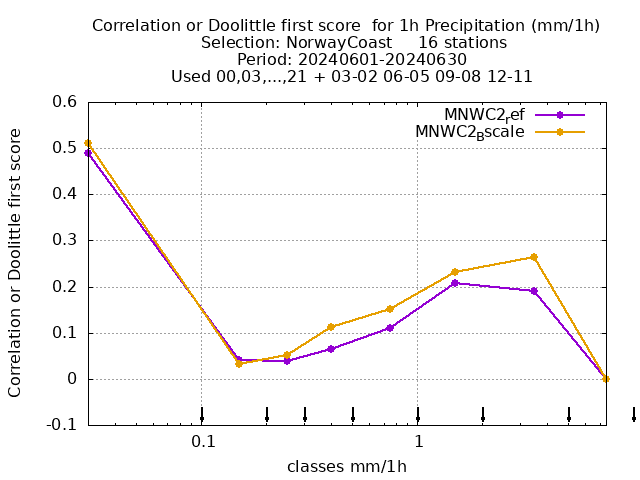 Correlation or Doolittle first score  for 1h Precipitation (mm/1h)
Selection: NorwayCoast     16 stations
Period: 20240601-20240630
Used 00,03,...,21 + 03-02 06-05 09-08 12-11
MNWC2ref
MNWC2Bscale
0.6
0.5
0.4
0.3
0.2
0.1
0
-0.1
0.1
1
Correlation or Doolittle first score
classes mm/1h